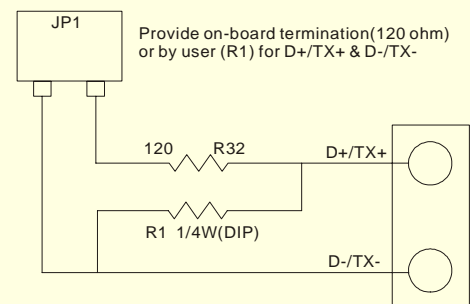 JP1
Provide on-board termination(120 ohm)
or by user (R1) for D+/TX+ & D-/TX-
120 R32 D+/TX+
R1 1/4W(DIP)
D-/TX-